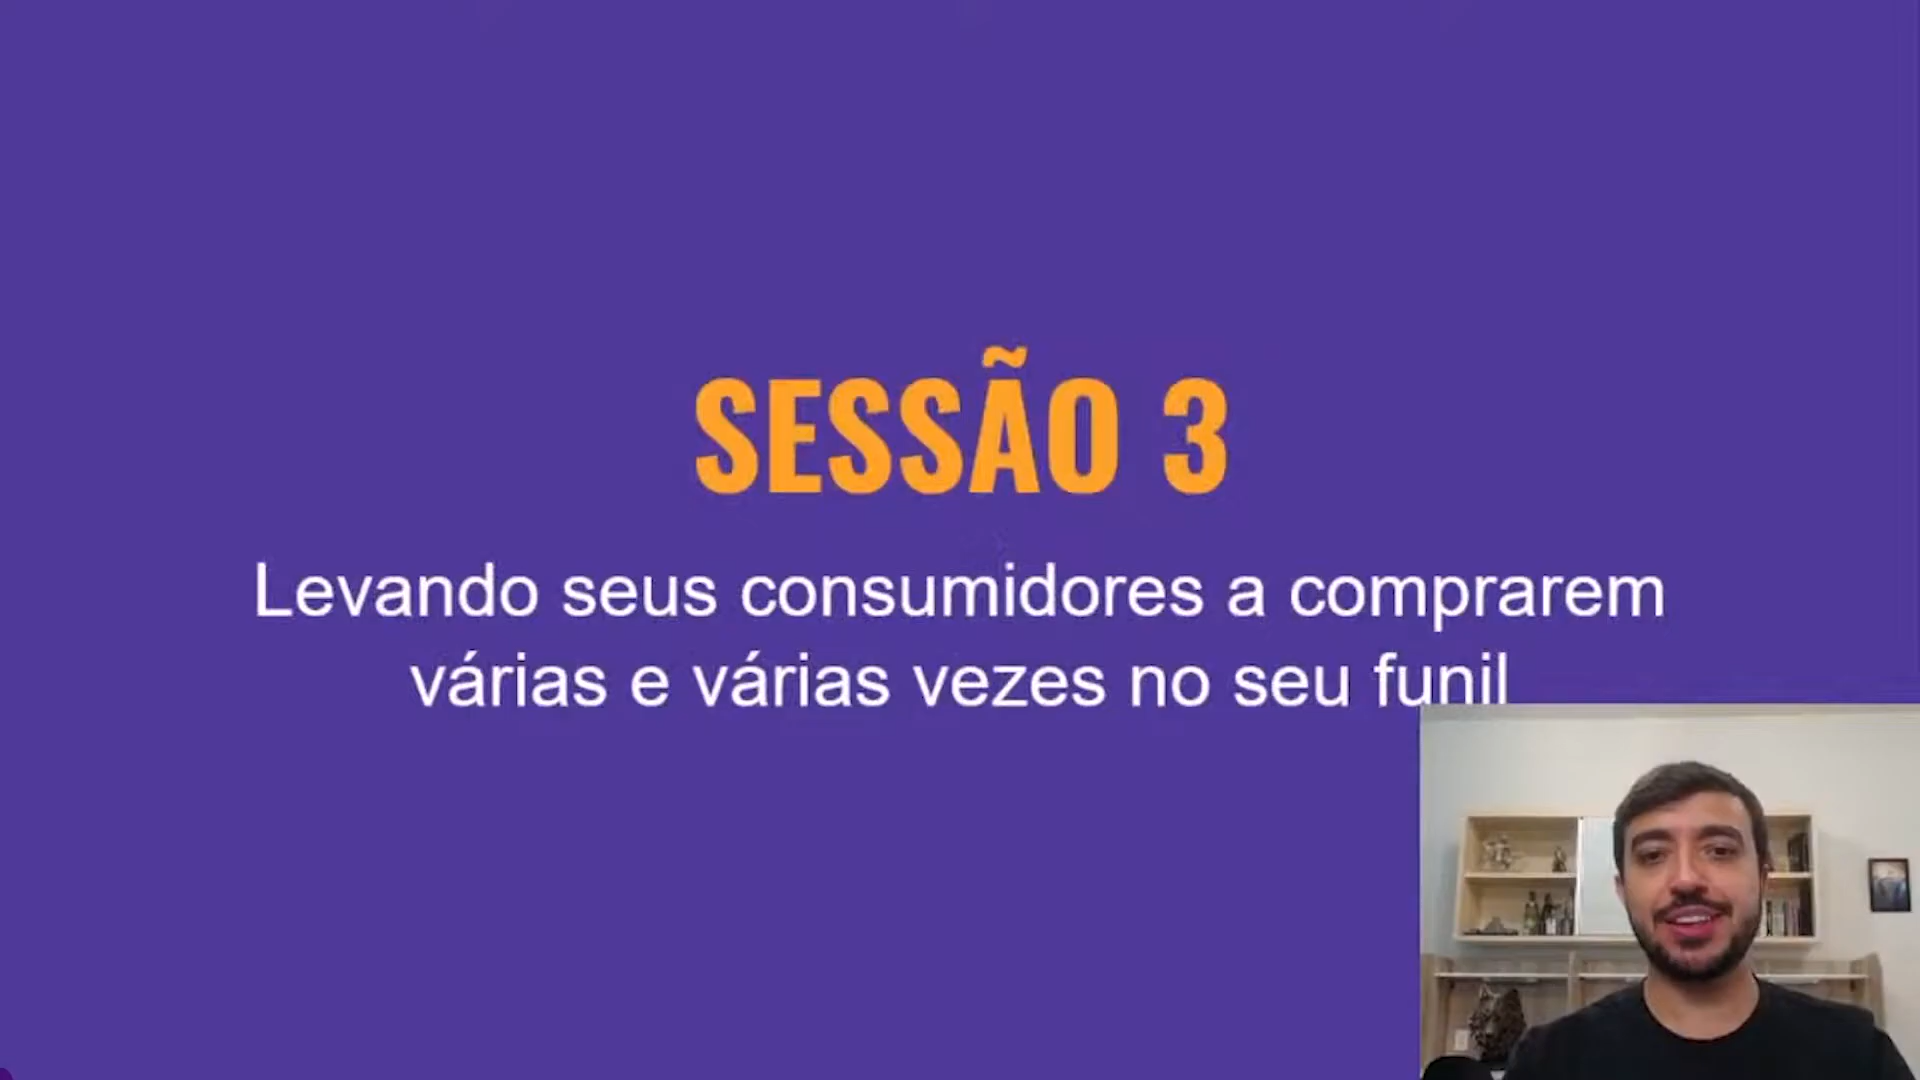 SESSÃO 3
Levando seus consumidores a comprarem
várias e várias vezes no seu funil